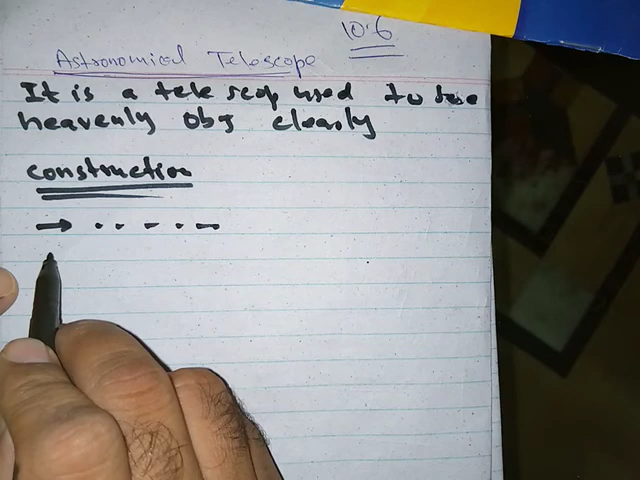 10.6
Astronomical Telescope
It is a tele scop used to see
heavenly obj clearly
construction